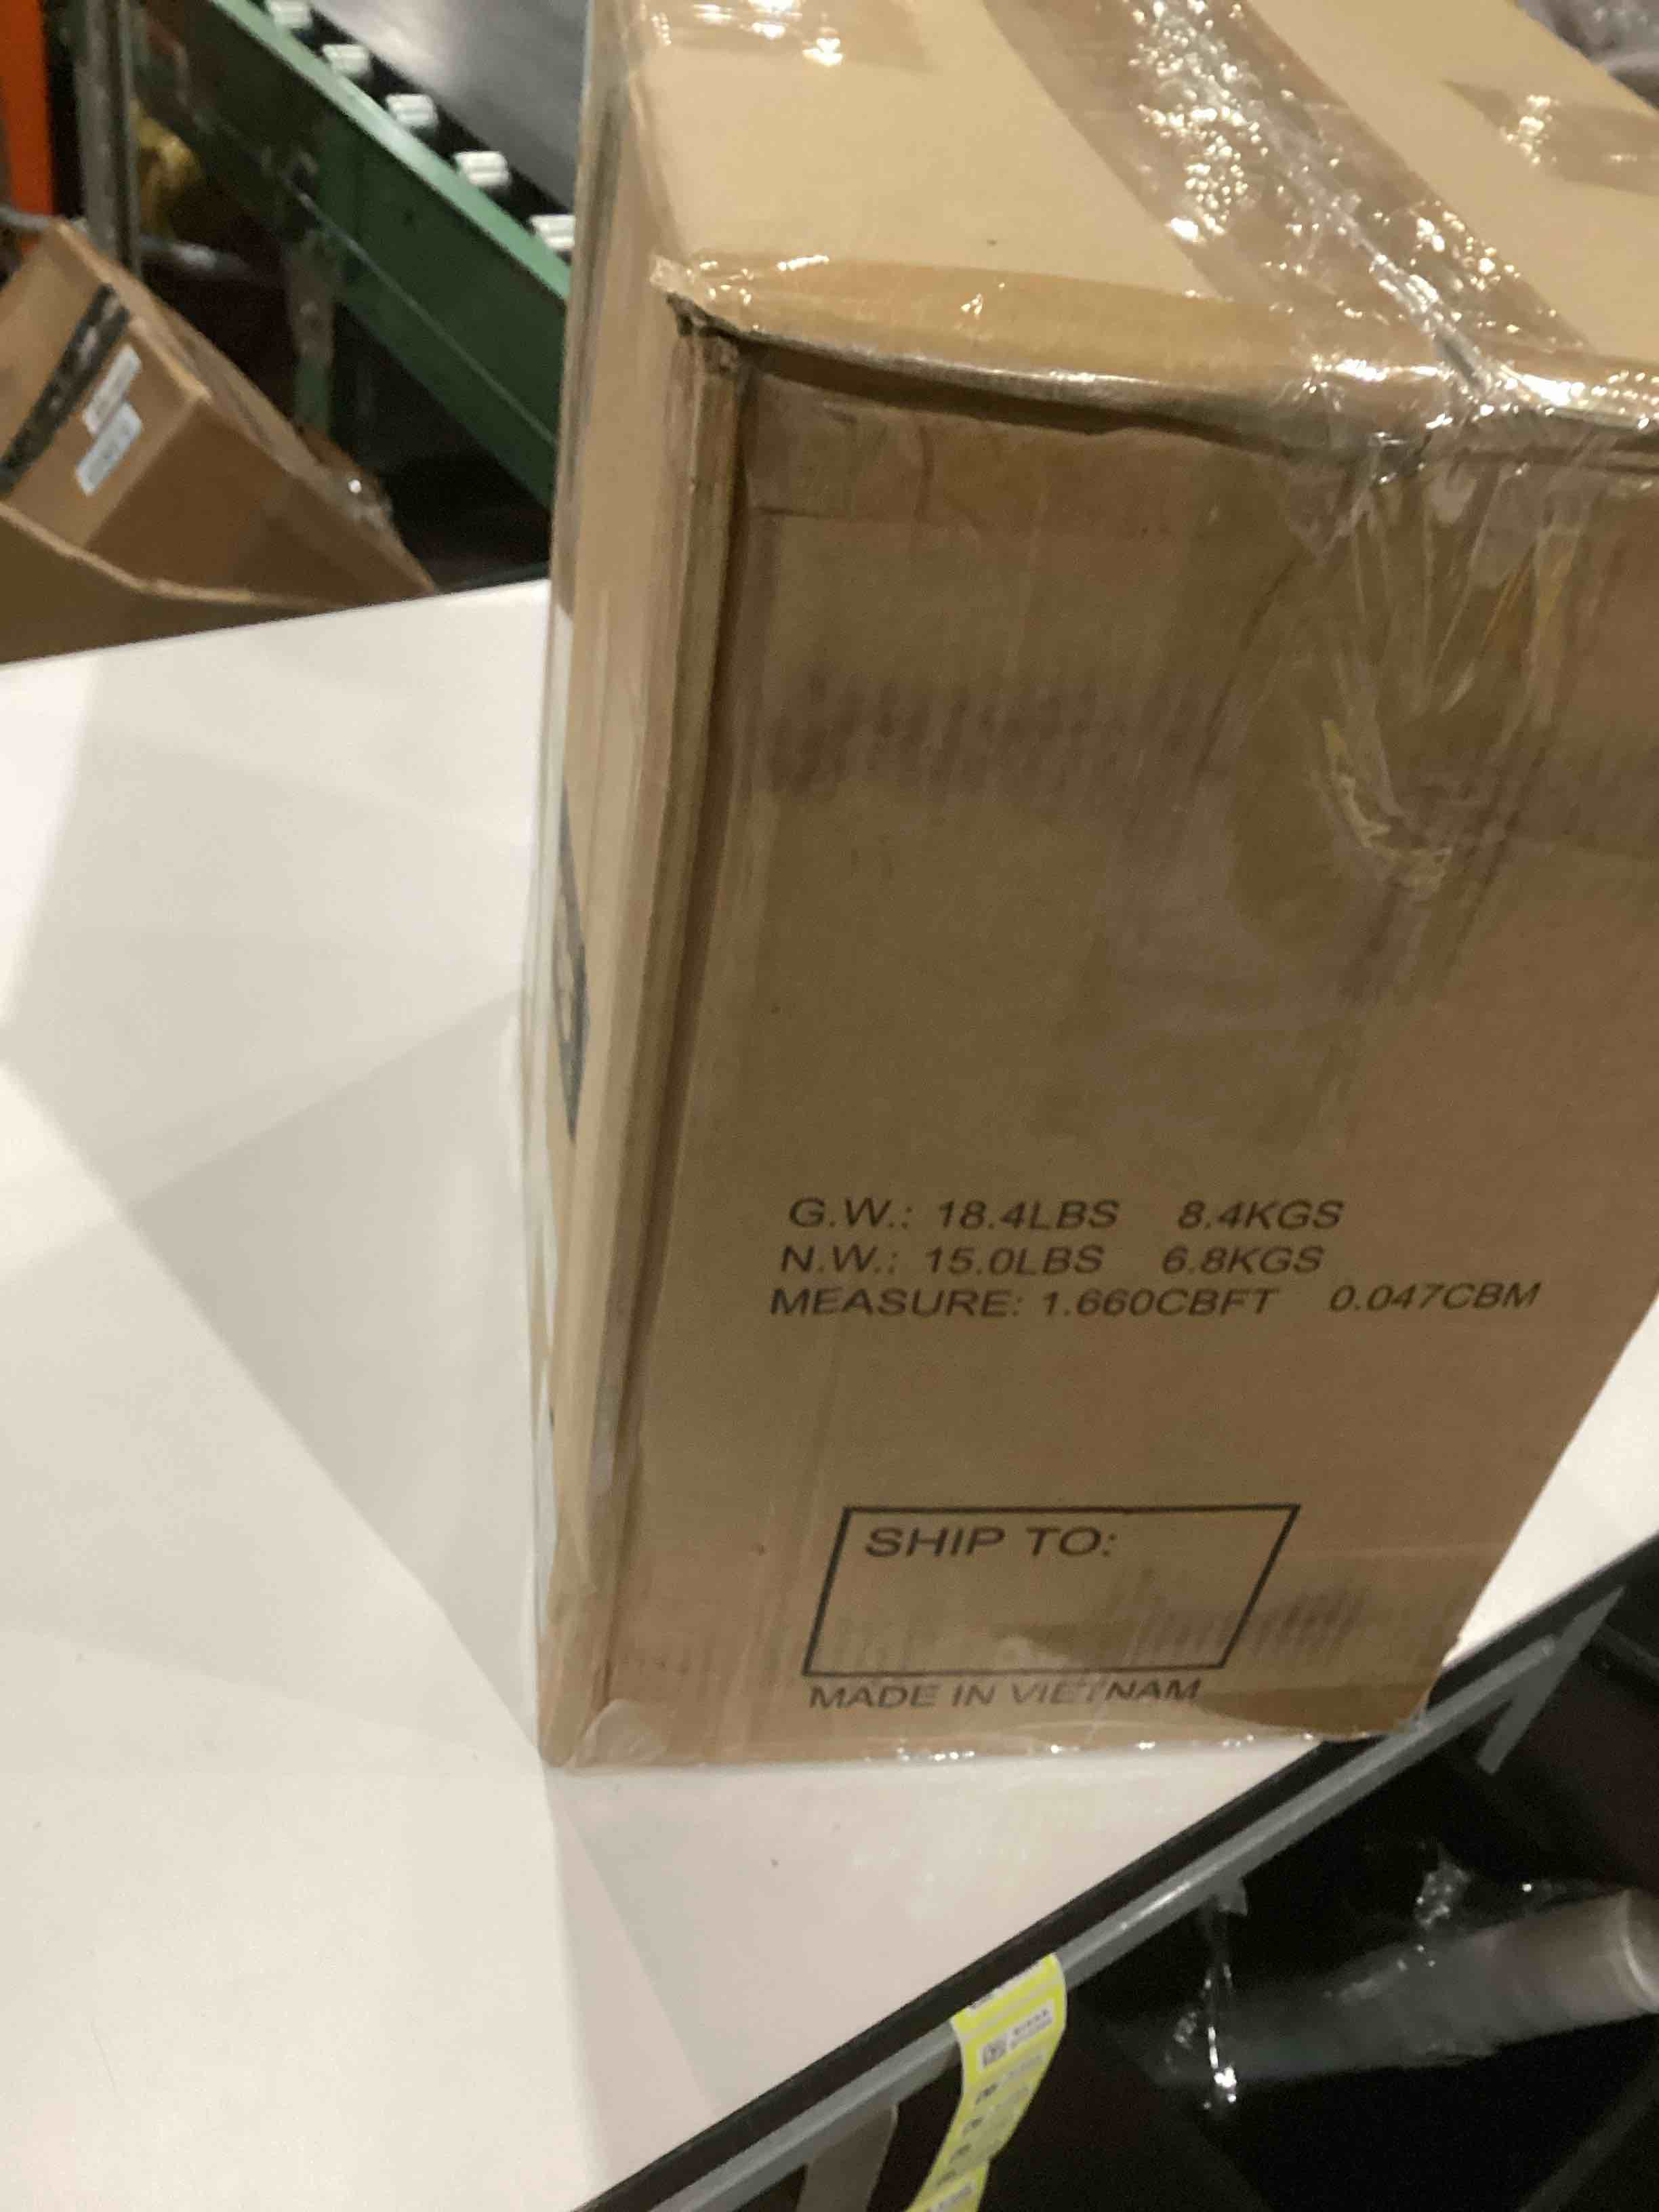 G.W.: 18.4LBS 8.4KGS
N.W.: 15.0LBS 6.8KGS
MEASURE: 1.660CBFT 0.047CBM
SHIP TO:
MADE IN VIETNAM